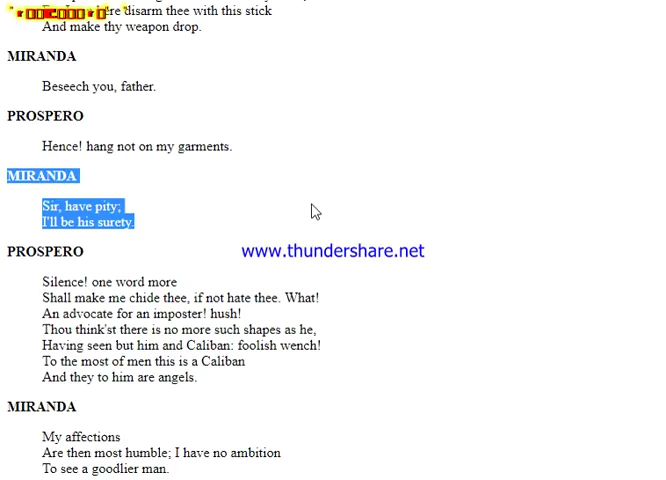 here disarm thee with this stick
And make thy weapon drop.
MIRANDA
Beseech you, father.
PROSPERO
Hence! hang not on my garments.
MIRANDA
Sir, have pity;
I'll be his surety.
PROSPERO
www.thundershare.net
Silence! one word more
Shall make me chide thee, if not hate thee. What!
An advocate for an imposter! hush!
Thou think'st there is no more such shapes as he,
Having seen but him and Caliban: foolish wench!
To the most of men this is a Caliban
And they to him are angels.
MIRANDA
My affections
Are then most humble; I have no ambition
To see a goodlier man.